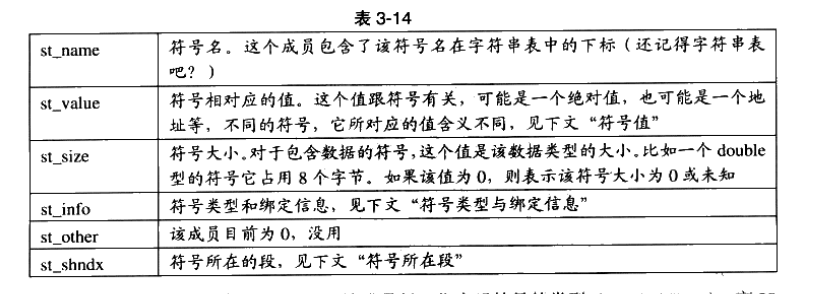 表 3-14
st_name 符号名。这个成员包含了该符号名在字符串表中的下标（还记得字符串表
吧？）
st_value 符号相对应的值。这个值跟符号有关，可能是一个绝对值，也可能是一个地
址等，不同的符号，它所对应的值含义不同，见下文“符号值”
st_size 符号大小。对于包含数据的符号，这个值是该数据类型的大小。比如一个 double
型的符号它占用 8 个字节。如果该值为 0，则表示该符号大小为 0 或未知
st_info 符号类型和绑定信息，见下文“符号类型与绑定信息”
st_other 该成员目前为 0，没用
st_shndx 符号所在的段，见下文“符号所在段”